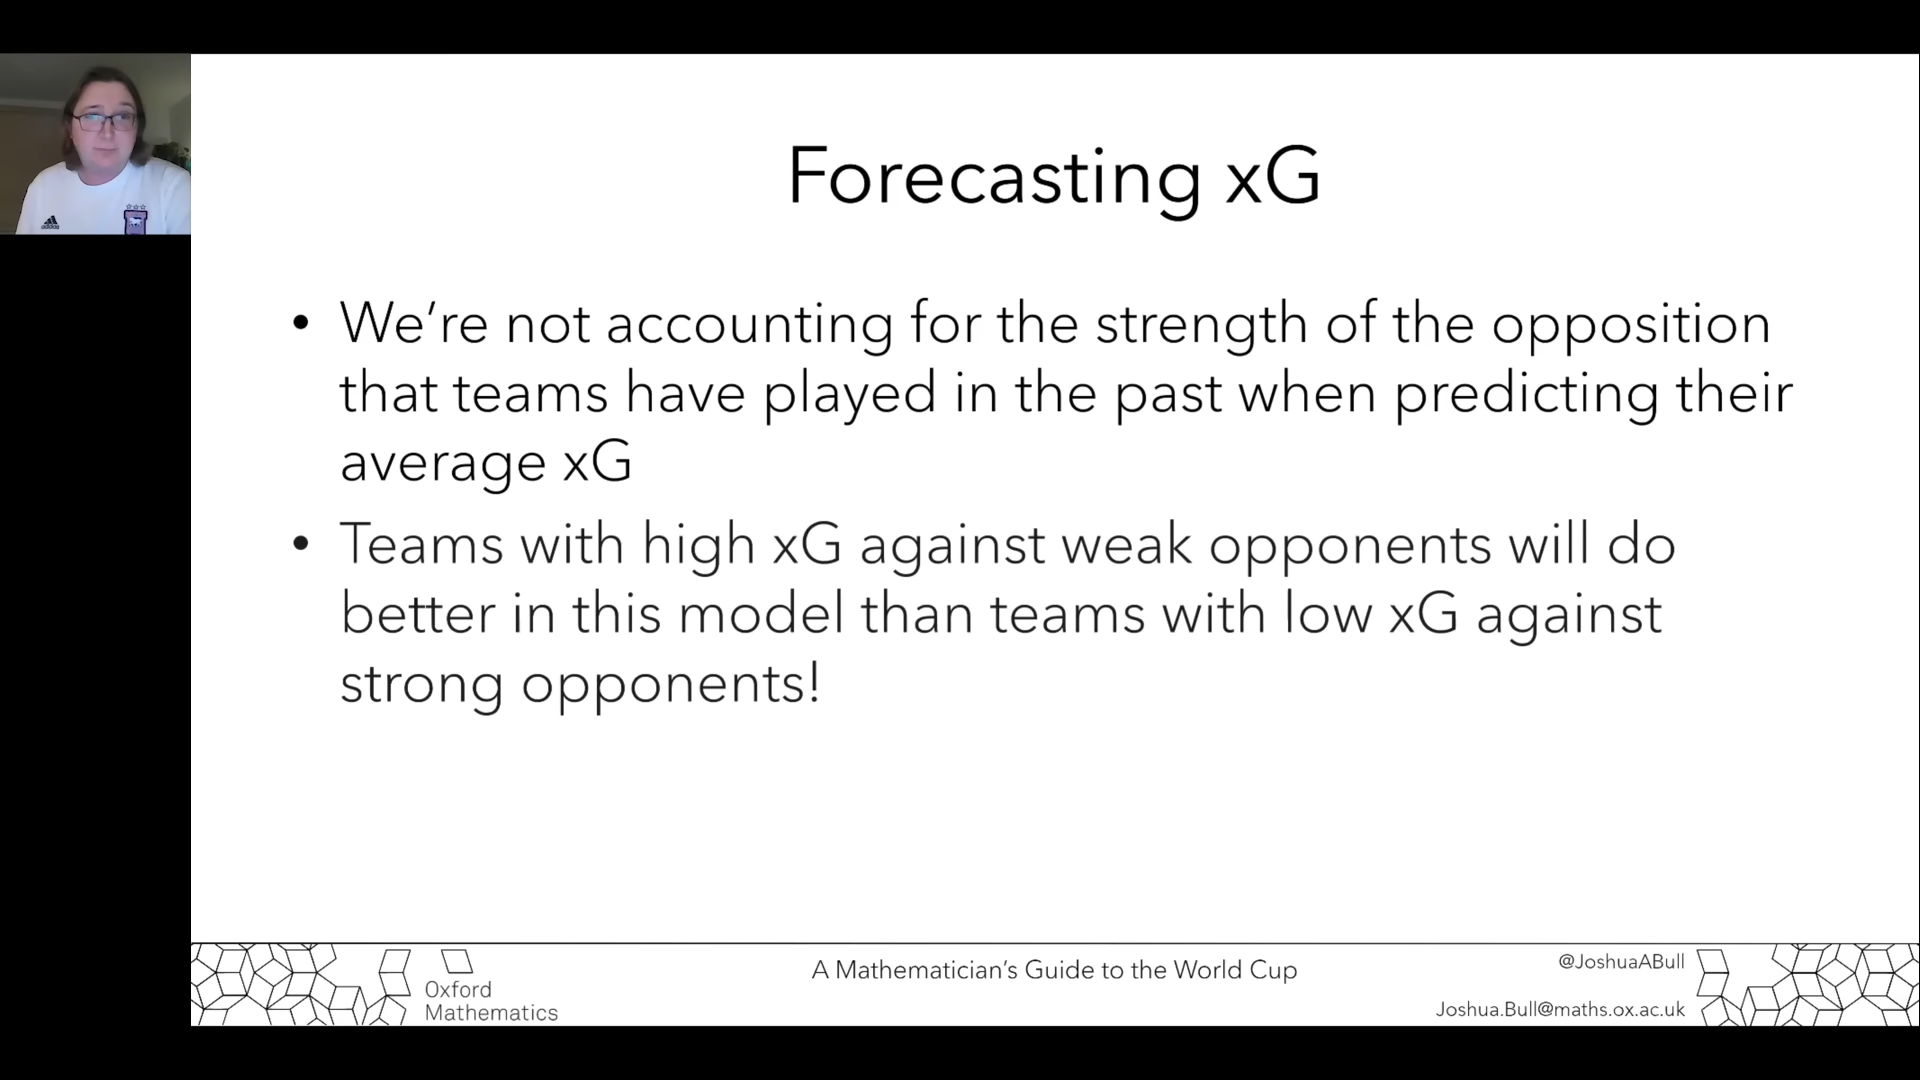 Forecasting xG
• We’re not accounting for the strength of the opposition
that teams have played in the past when predicting their
average xG
• Teams with high xG against weak opponents will do
better in this model than teams with low xG against
strong opponents!
adidas
Oxford
Mathematics
A Mathematician’s Guide to the World Cup
@JoshuaABull
Joshua.Bull@maths.ox.ac.uk